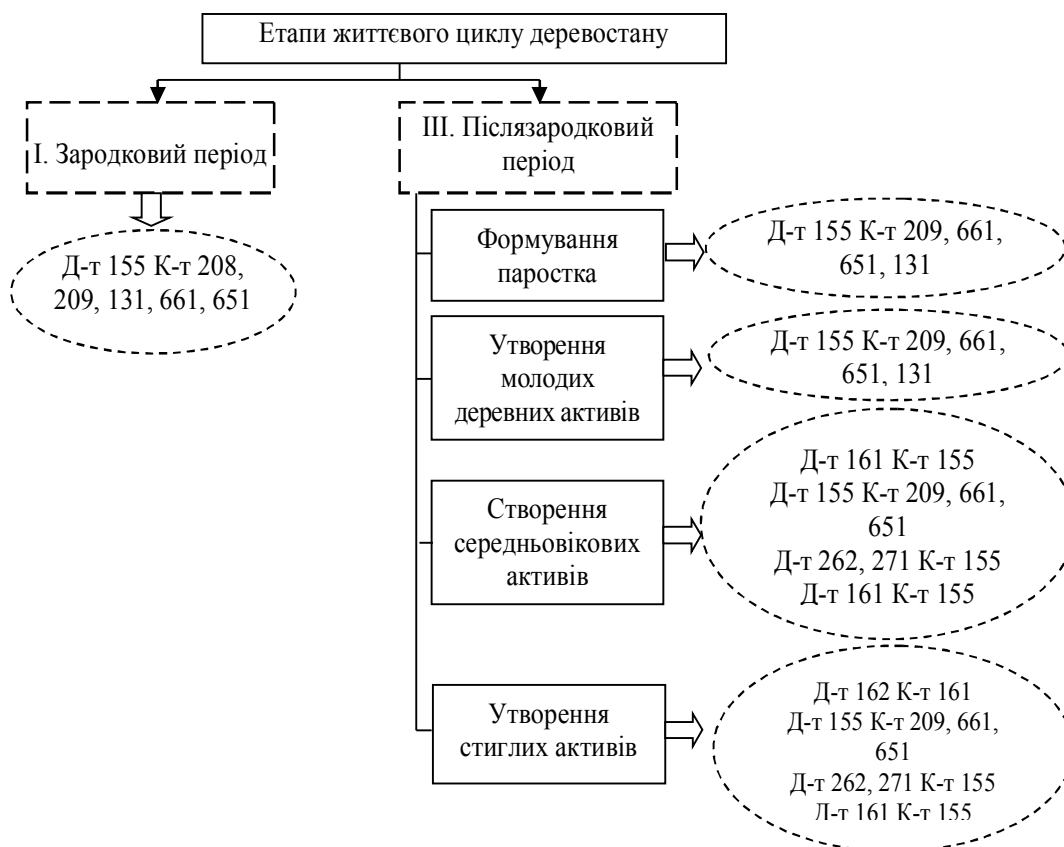 Етапи життєвого циклу деревостану
І. Зародковий період
Д-т 155 К-т 208,
209, 131, 661, 651
ІІІ. Післязародковий
період
Формування
паростка
Д-т 155 К-т 209, 661,
651, 131
Утворення
молодих
деревних активів
Д-т 155 К-т 209, 661,
651, 131
Створення
середньовікових
активів
Д-т 161 К-т 155
Д-т 155 К-т 209, 661,
651
Д-т 262, 271 К-т 155
Д-т 161 К-т 155
Утворення
стиглих активів
Д-т 162 К-т 161
Д-т 155 К-т 209, 661,
651
Д-т 262, 271 К-т 155
Д-т 161 К-т 155